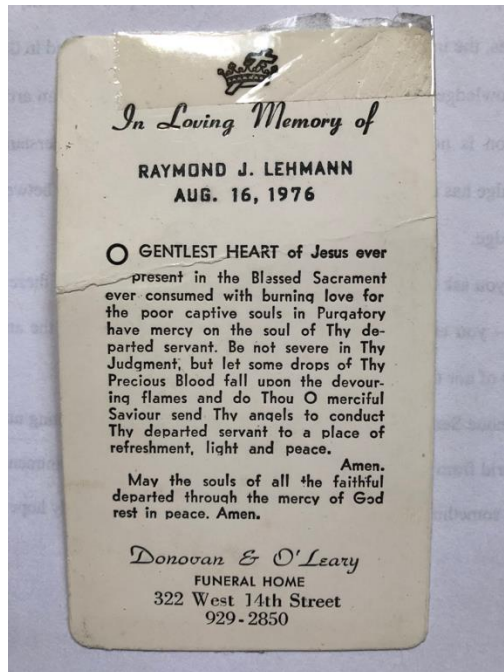 In Loving Memory of
RAYMOND J. LEHMANN
AUG. 16, 1976
O GENTLEST HEART of Jesus ever
present in the Blessed Sacrament
ever consumed with burning love for
the poor captive souls in Purgatory
have mercy on the soul of Thy de-
parted servant. Be not severe in Thy
Judgment, but let some drops of Thy
Precious Blood fall upon the devour-
ing flames and do Thou O merciful
Saviour send Thy angels to conduct
Thy departed servant to a place of
refreshment, light and peace.
Amen.
May the souls of all the faithful
departed through the mercy of God
rest in peace. Amen.
Donovan & O'Leary
FUNERAL HOME
322 West 14th Street
929-2850